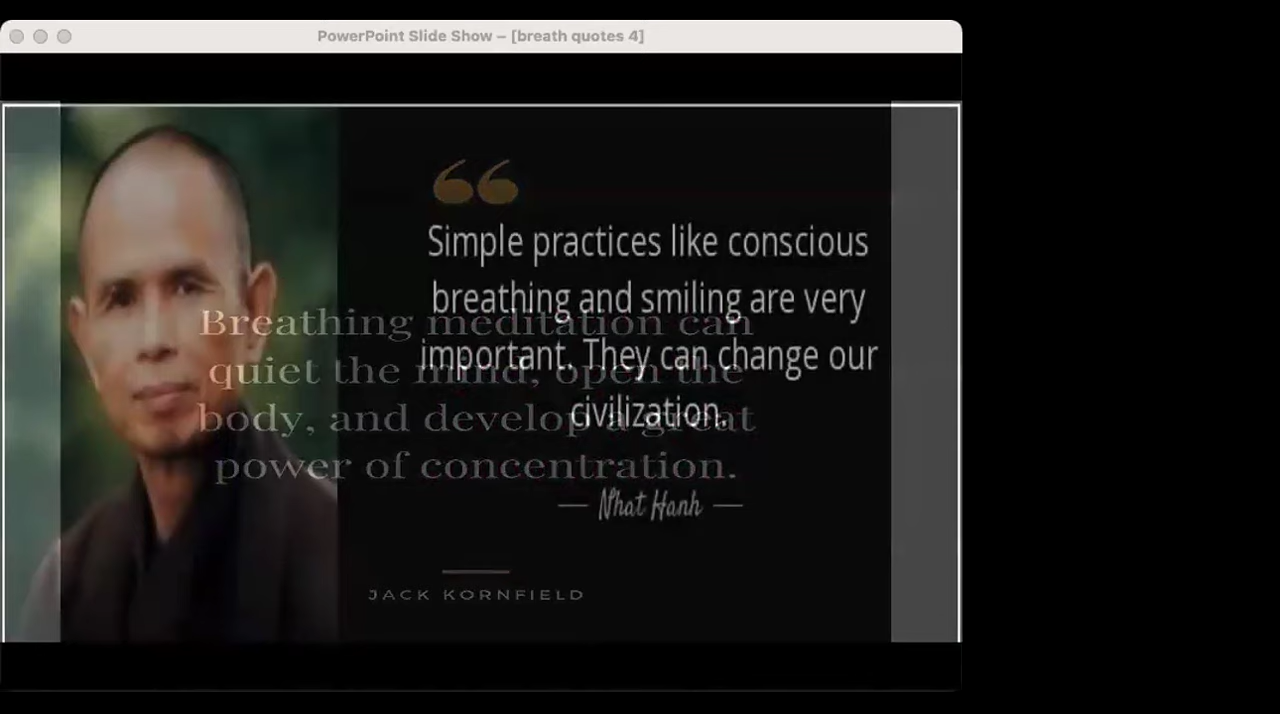 PowerPoint Slide Show – [breath quotes 4]
“
Simple practices like conscious
breathing and smiling are very
important. They can change our
civilization.
— Nhat Hanh —
Breathing meditation can
quiet the mind, open the
body, and develop a great
power of concentration.
JACK KORNFIELD